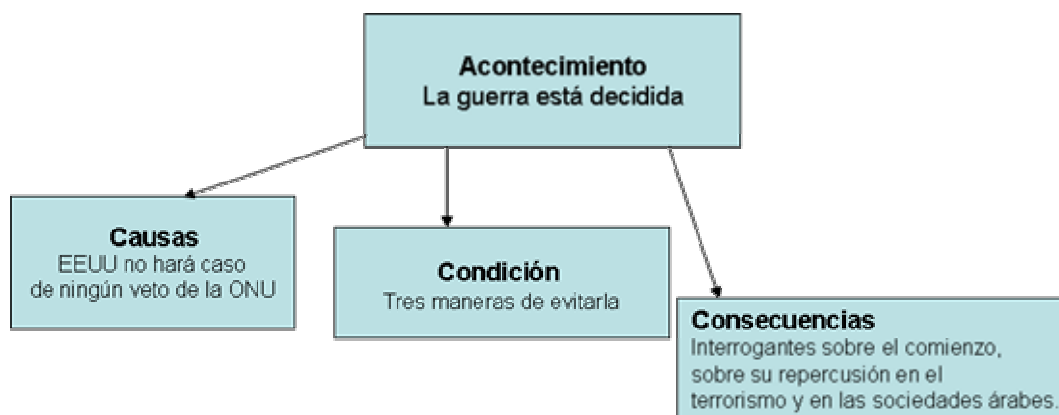 Acontecimiento
La guerra está decidida
Causas
EEUU no hará caso
de ningún veto de la ONU
Condición
Tres maneras de evitarla
Consecuencias
Interrogantes sobre el comienzo,
sobre su repercusión en el
terrorismo y en las sociedades árabes.